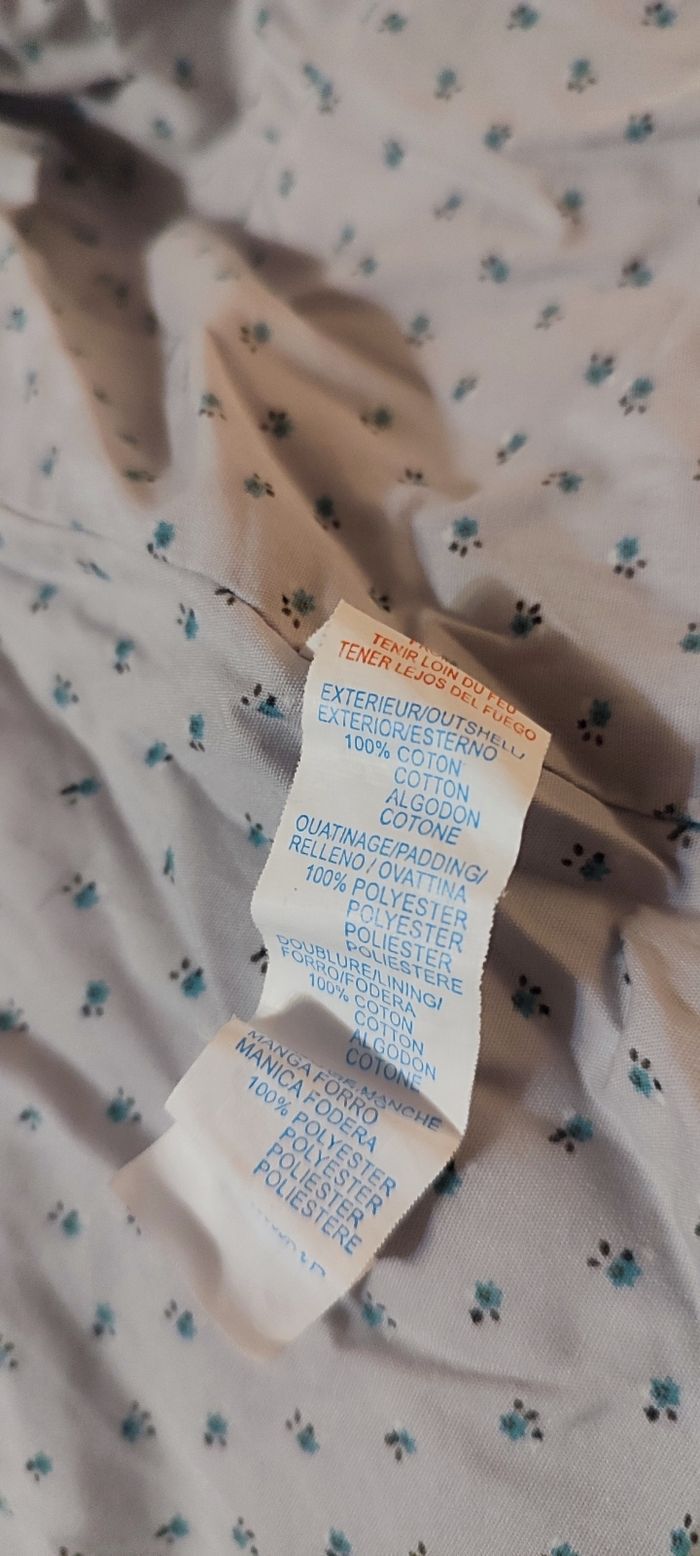 TENIR LOIN DU FEU
TENER LEJOS DEL FUEGO
EXTERIEUR/OUTSHELL/
EXTERIOR/ESTERNO
100% COTON
COTTON
ALGODON
COTONE
OUATINAGE/PADDING/
RELLENO / OVATTINA
100% POLYESTER
POLYESTER
POLIESTER
POLIESTERE
DOUBLURE/LINING/
FORRO/FODERA
100% COTON
COTTON
ALGODON
COTONE
MANCHE
MANGA FORRO
MANICA FODERA
100% POLYESTER
POLYESTER
POLIESTER
POLIESTERE